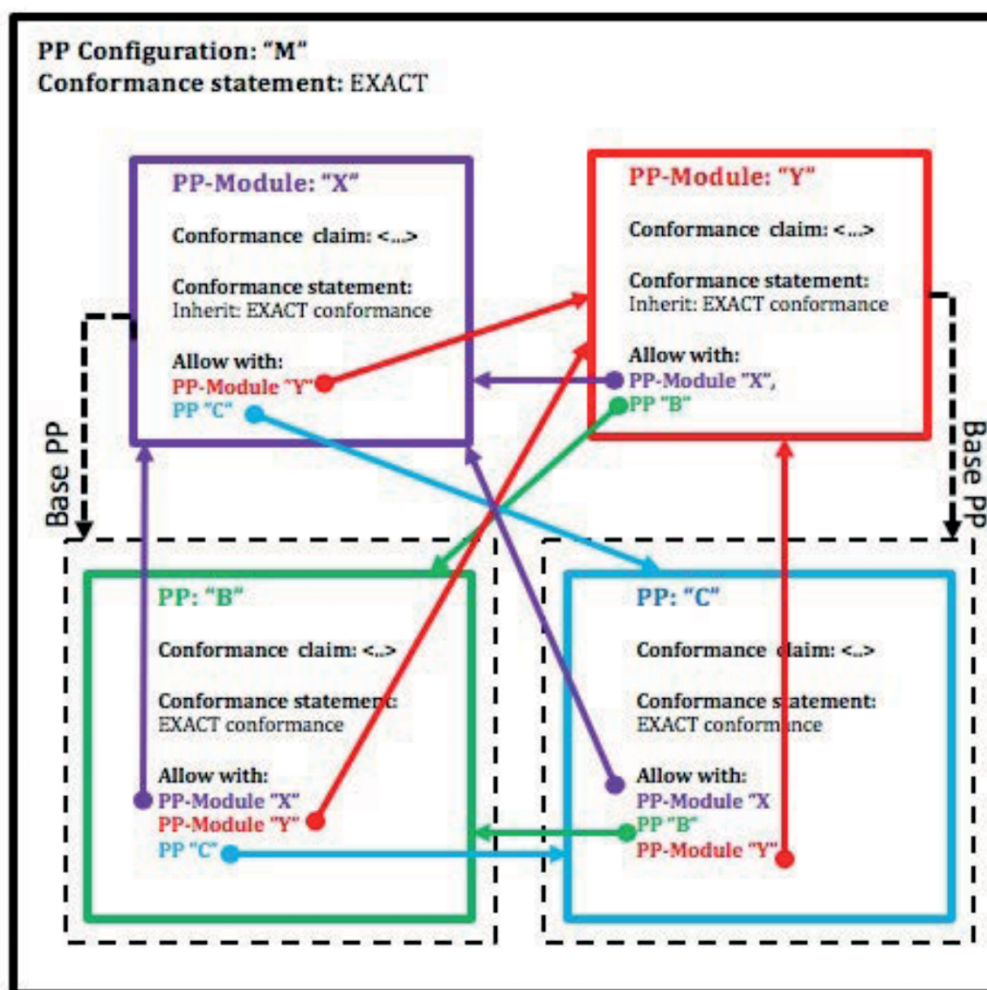 PP Configuration: “M”
Conformance statement: EXACT
PP-Module: “X”
Conformance claim: <...>
Conformance statement:
Inherit: EXACT conformance
Allow with:
PP-Module “Y”
PP “C”
PP-Module: “Y”
Conformance claim: <...>
Conformance statement:
Inherit: EXACT conformance
Allow with:
PP-Module “X”,
PP “B”
Base PP
Base PP
PP: “B”
Conformance claim: <..>
Conformance statement:
EXACT conformance
Allow with:
PP-Module “X”
PP-Module “Y”
PP “C”
PP: “C”
Conformance claim: <..>
Conformance statement:
EXACT conformance
Allow with:
PP-Module “X
PP “B”
PP-Module “Y”